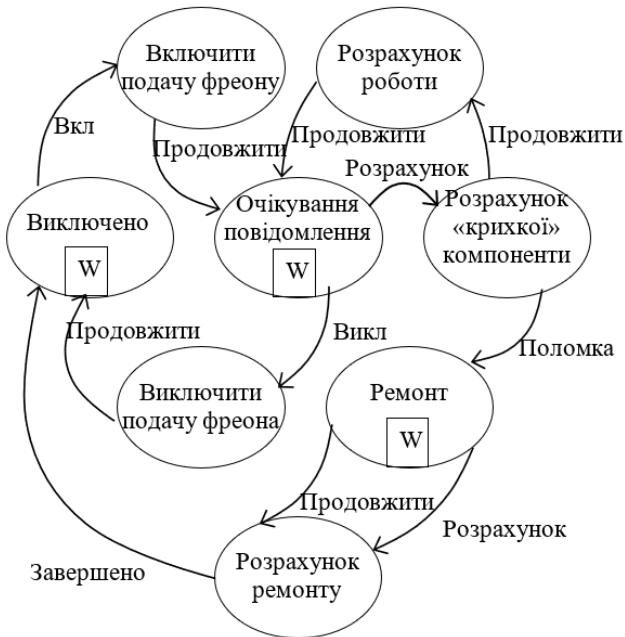 Включити
подачу фреону
Розрахунок
роботи
Вкл
Продовжити
Продовжити
Розрахунок
Продовжити
Виключено
W
Очікування
повідомлення
W
Розрахунок
«крихкої»
компоненти
Продовжити
Викл
Поломка
Виключити
подачу фреона
Ремонт
W
Продовжити
Розрахунок
Завершено
Розрахунок
ремонту